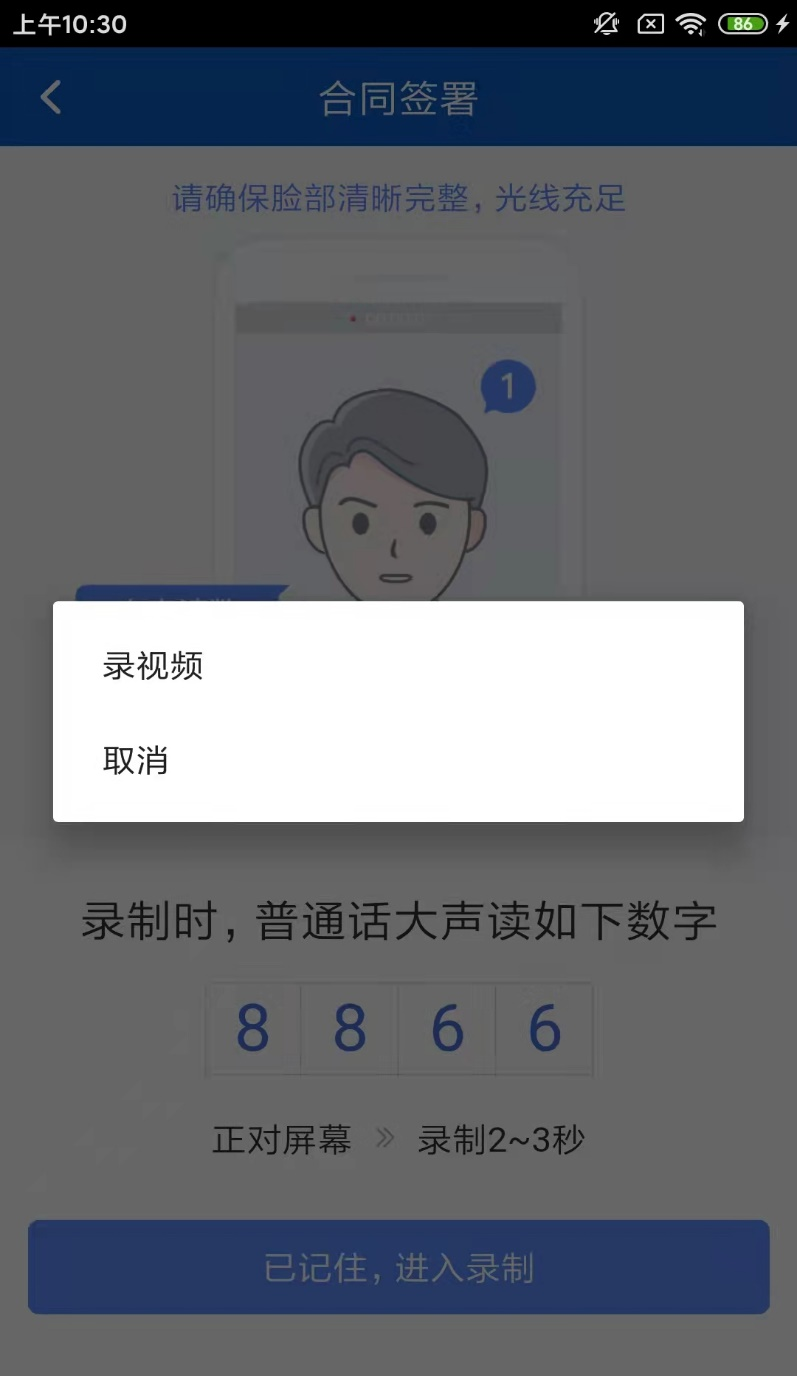 上午10:30
86
合同签署
请确保脸部清晰完整，光线充足
1
录视频
取消
录制时，普通话大声读如下数字
8 8 6 6
正对屏幕 » 录制2~3秒
已记住，进入录制